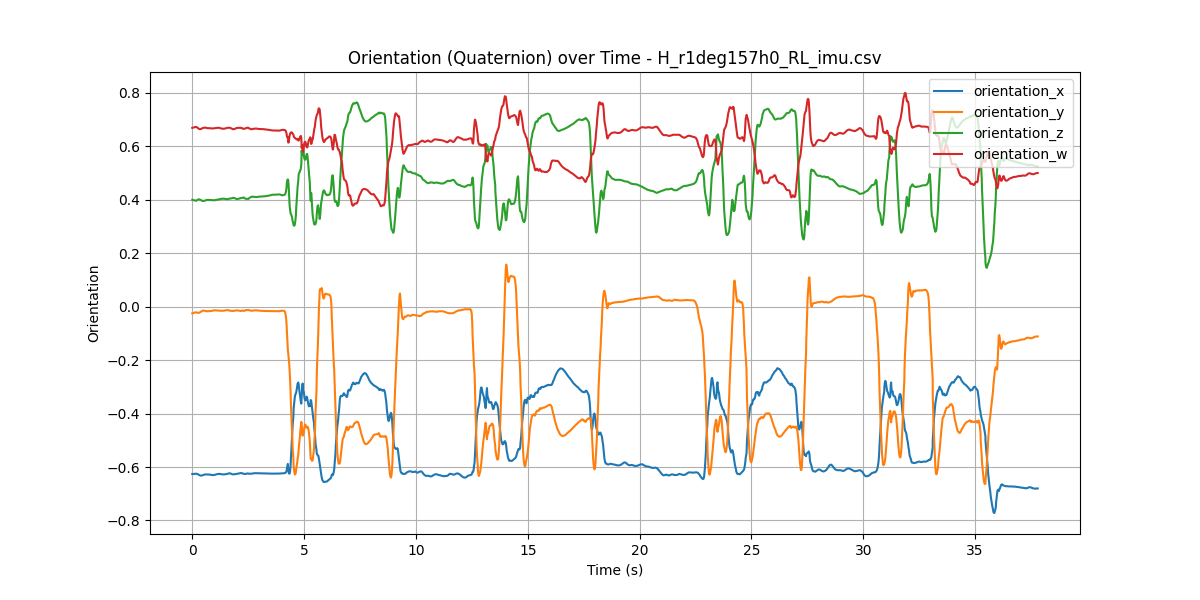 Orientation (Quaternion) over Time - H_r1deg157h0_RL_imu.csv
orientation_x
orientation_y
orientation_z
orientation_w
Orientation
0.8
0.6
0.4
0.2
0.0
−0.2
−0.4
−0.6
−0.8
0 5 10 15 20 25 30 35
Time (s)